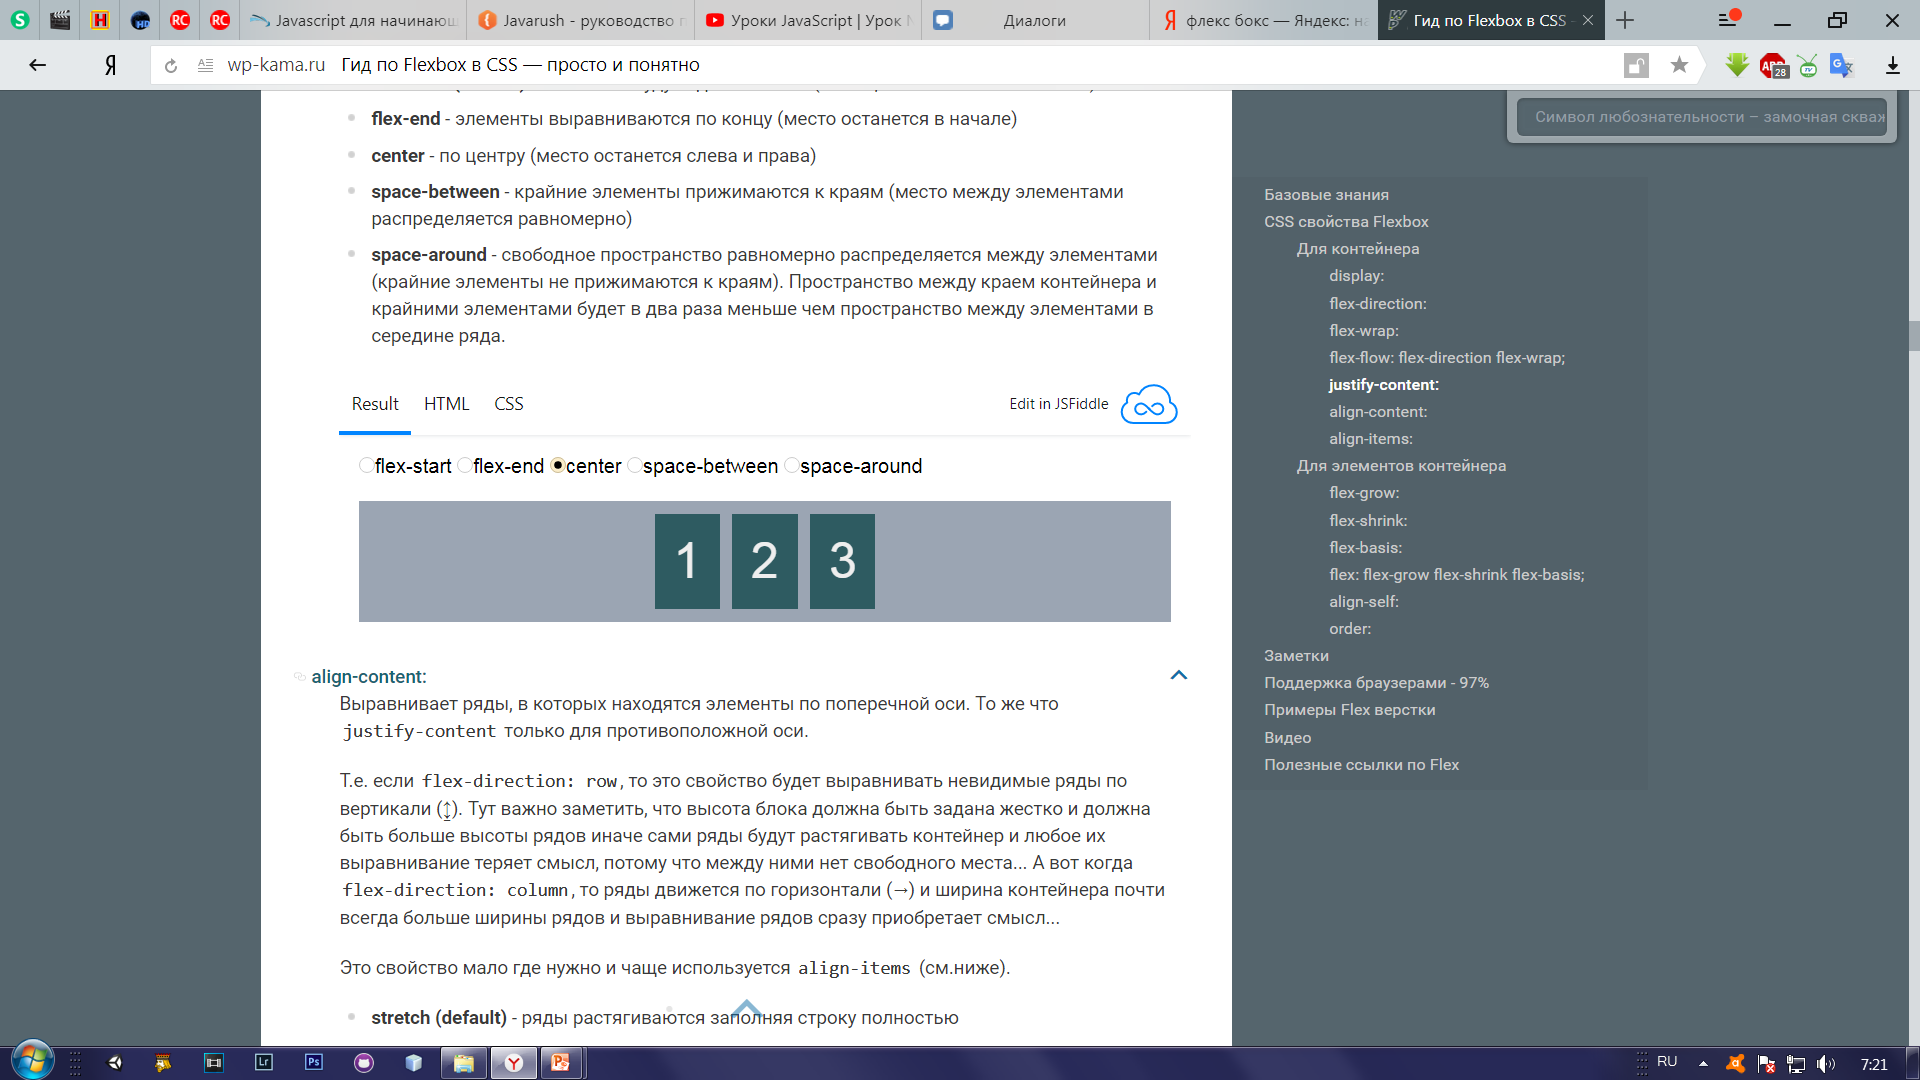 Javascript для начинающ
Javarush - руководство п
Уроки JavaScript | Урок №
Диалоги
флекс бокс — Яндекс: на
Гид по Flexbox в CSS -
wp-kama.ru Гид по Flexbox в CSS — просто и понятно
28
flex-end - элементы выравниваются по концу (место останется в начале)
center - по центру (место останется слева и права)
space-between - крайние элементы прижимаются к краям (место между элементами
распределяется равномерно)
space-around - свободное пространство равномерно распределяется между элементами
(крайние элементы не прижимаются к краям). Пространство между краем контейнера и
крайними элементами будет в два раза меньше чем пространство между элементами в
середине ряда.
Result HTML CSS
Edit in JSFiddle
flex-start flex-end center space-between space-around
1 2 3
align-content:
Выравнивает ряды, в которых находятся элементы по поперечной оси. То же что
justify-content только для противоположной оси.
Т.е. если flex-direction: row, то это свойство будет выравнивать невидимые ряды по
вертикали (↕). Тут важно заметить, что высота блока должна быть задана жестко и должна
быть больше высоты рядов иначе сами ряды будут растягивать контейнер и любое их
выравнивание теряет смысл, потому что между ними нет свободного места... А вот когда
flex-direction: column, то ряды движется по горизонтали (→) и ширина контейнера почти
всегда больше ширины рядов и выравнивание рядов сразу приобретает смысл...
Это свойство мало где нужно и чаще используется align-items (см.ниже).
stretch (default) - ряды растягиваются заполняя строку полностью
Символ любознательности – замочная скваж
Базовые знания
CSS свойства Flexbox
Для контейнера
display:
flex-direction:
flex-wrap:
flex-flow: flex-direction flex-wrap;
justify-content:
align-content:
align-items:
Для элементов контейнера
flex-grow:
flex-shrink:
flex-basis:
flex: flex-grow flex-shrink flex-basis;
align-self:
order:
Заметки
Поддержка браузерами - 97%
Примеры Flex верстки
Видео
Полезные ссылки по Flex
Lr Ps
RU
7:21